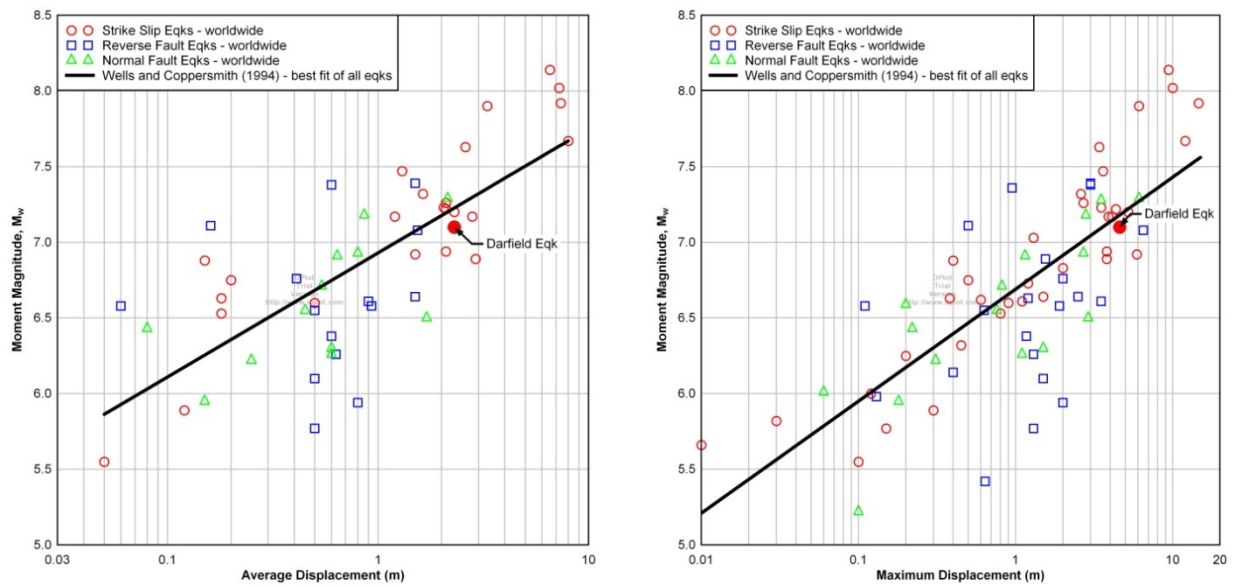 8.5
8.0
7.5
7.0
6.5
6.0
5.5
5.0
Moment Magnitude, Mw
Strike Slip Eqks - worldwide
Reverse Fault Eqks - worldwide
Normal Fault Eqks - worldwide
Wells and Coppersmith (1994) - best fit of all eqks
Darfield Eqk
Trial
0.03
0.1
1
10
Average Displacement (m)
8.5
8.0
7.5
7.0
6.5
6.0
5.5
5.0
Moment Magnitude, Mw
Strike Slip Eqks - worldwide
Reverse Fault Eqks - worldwide
Normal Fault Eqks - worldwide
Wells and Coppersmith (1994) - best fit of all eqks
Darfield Eqk
DPlot
Trial
0.01
0.1
1
10
20
Maximum Displacement (m)